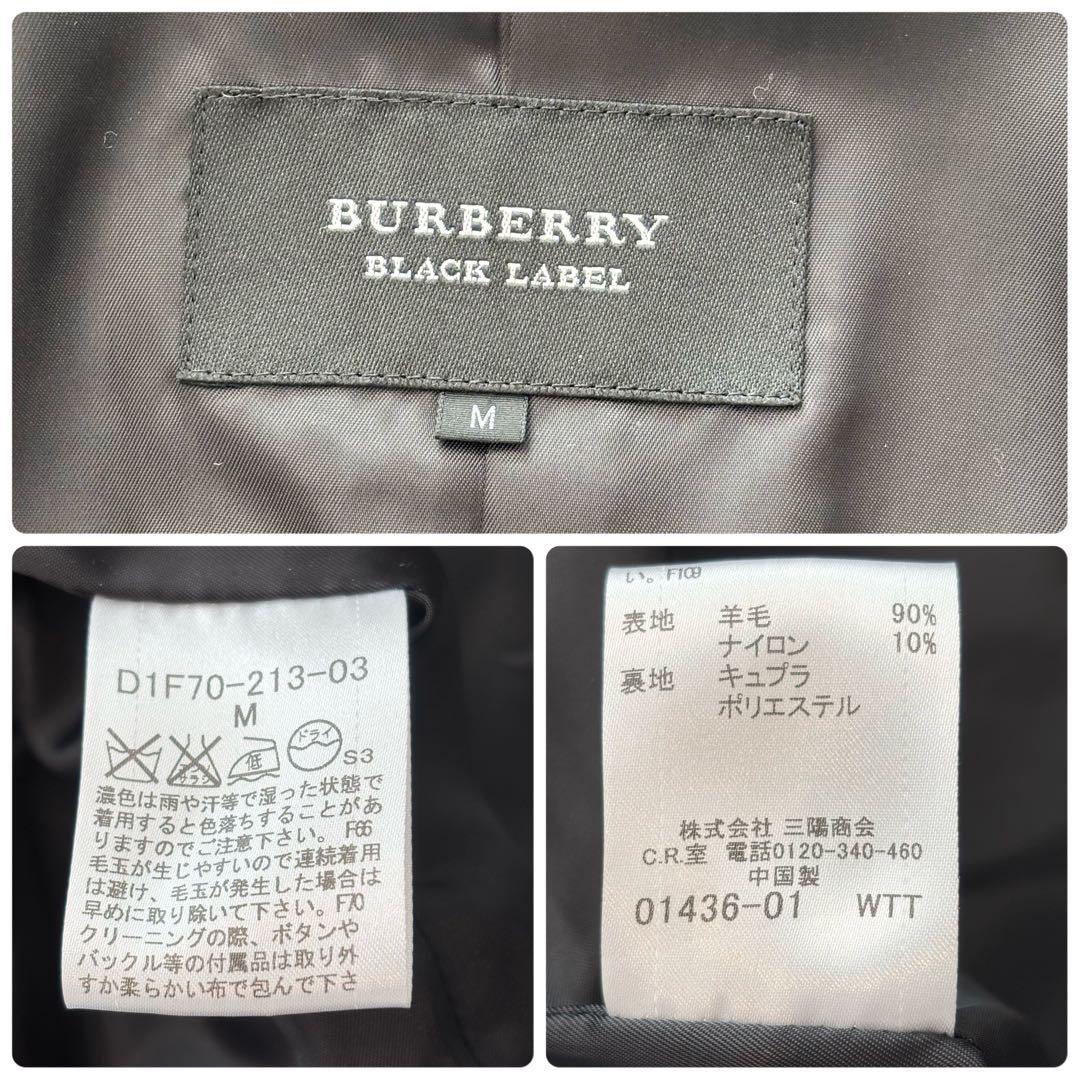 BURBERRY
BLACK LABEL
M
D1F70-213-03
M
エンソ
サラシ
低
ドライ
S3
濃色は雨や汗等で湿った状態で
着用すると色落ちすることがあ
りますのでご注意下さい。F66
毛玉が生じやすいので連続着用
は避け、毛玉が発生した場合は
早めに取り除いて下さい。F70
クリーニングの際、ボタンや
バックル等の付属品は取り外
すか柔らかい布で包んで下さ
い。F109
表地 羊毛 90%
ナイロン 10%
裏地 キュプラ
ポリエステル
株式会社 三陽商会
C.R.室 電話0120-340-460
中国製
01436-01 WTT